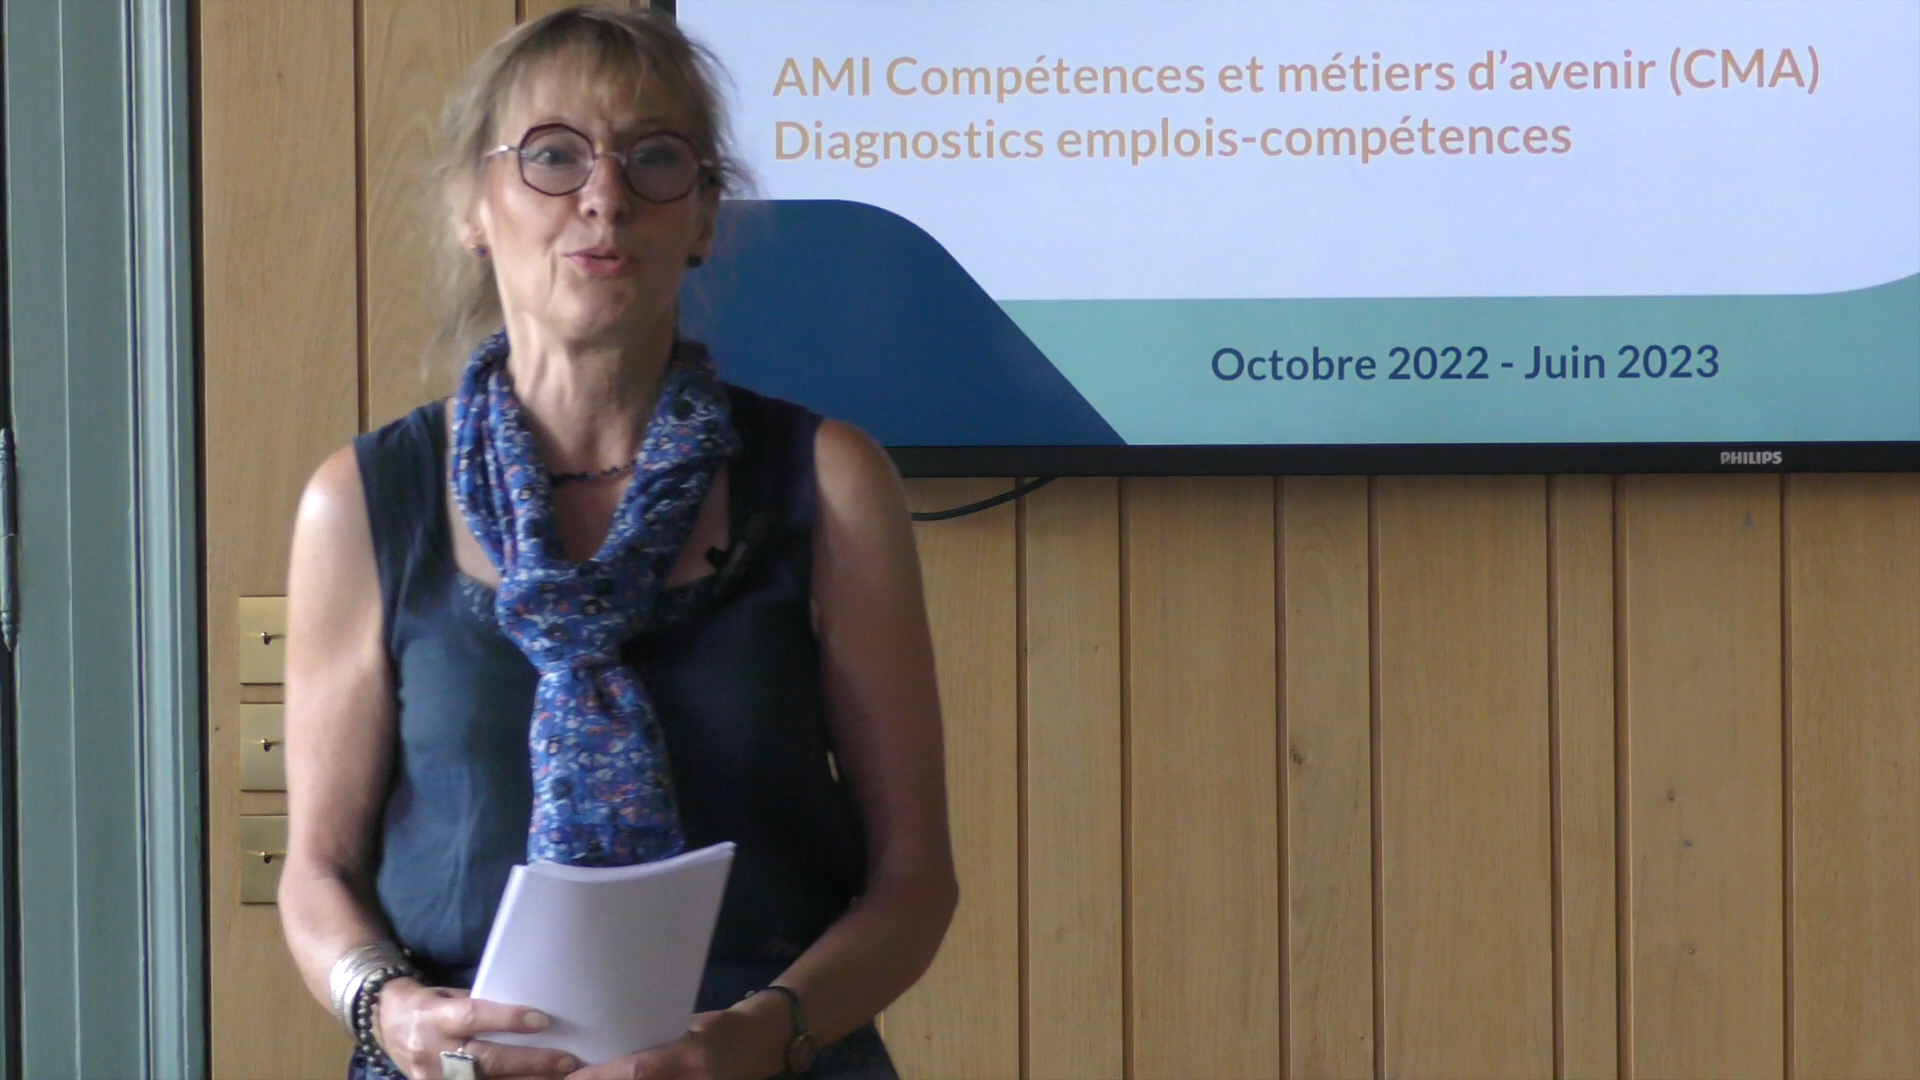 AMI Compétences et métiers d’avenir (CMA)
Diagnostics emplois-compétences
Octobre 2022 - Juin 2023
PHILIPS